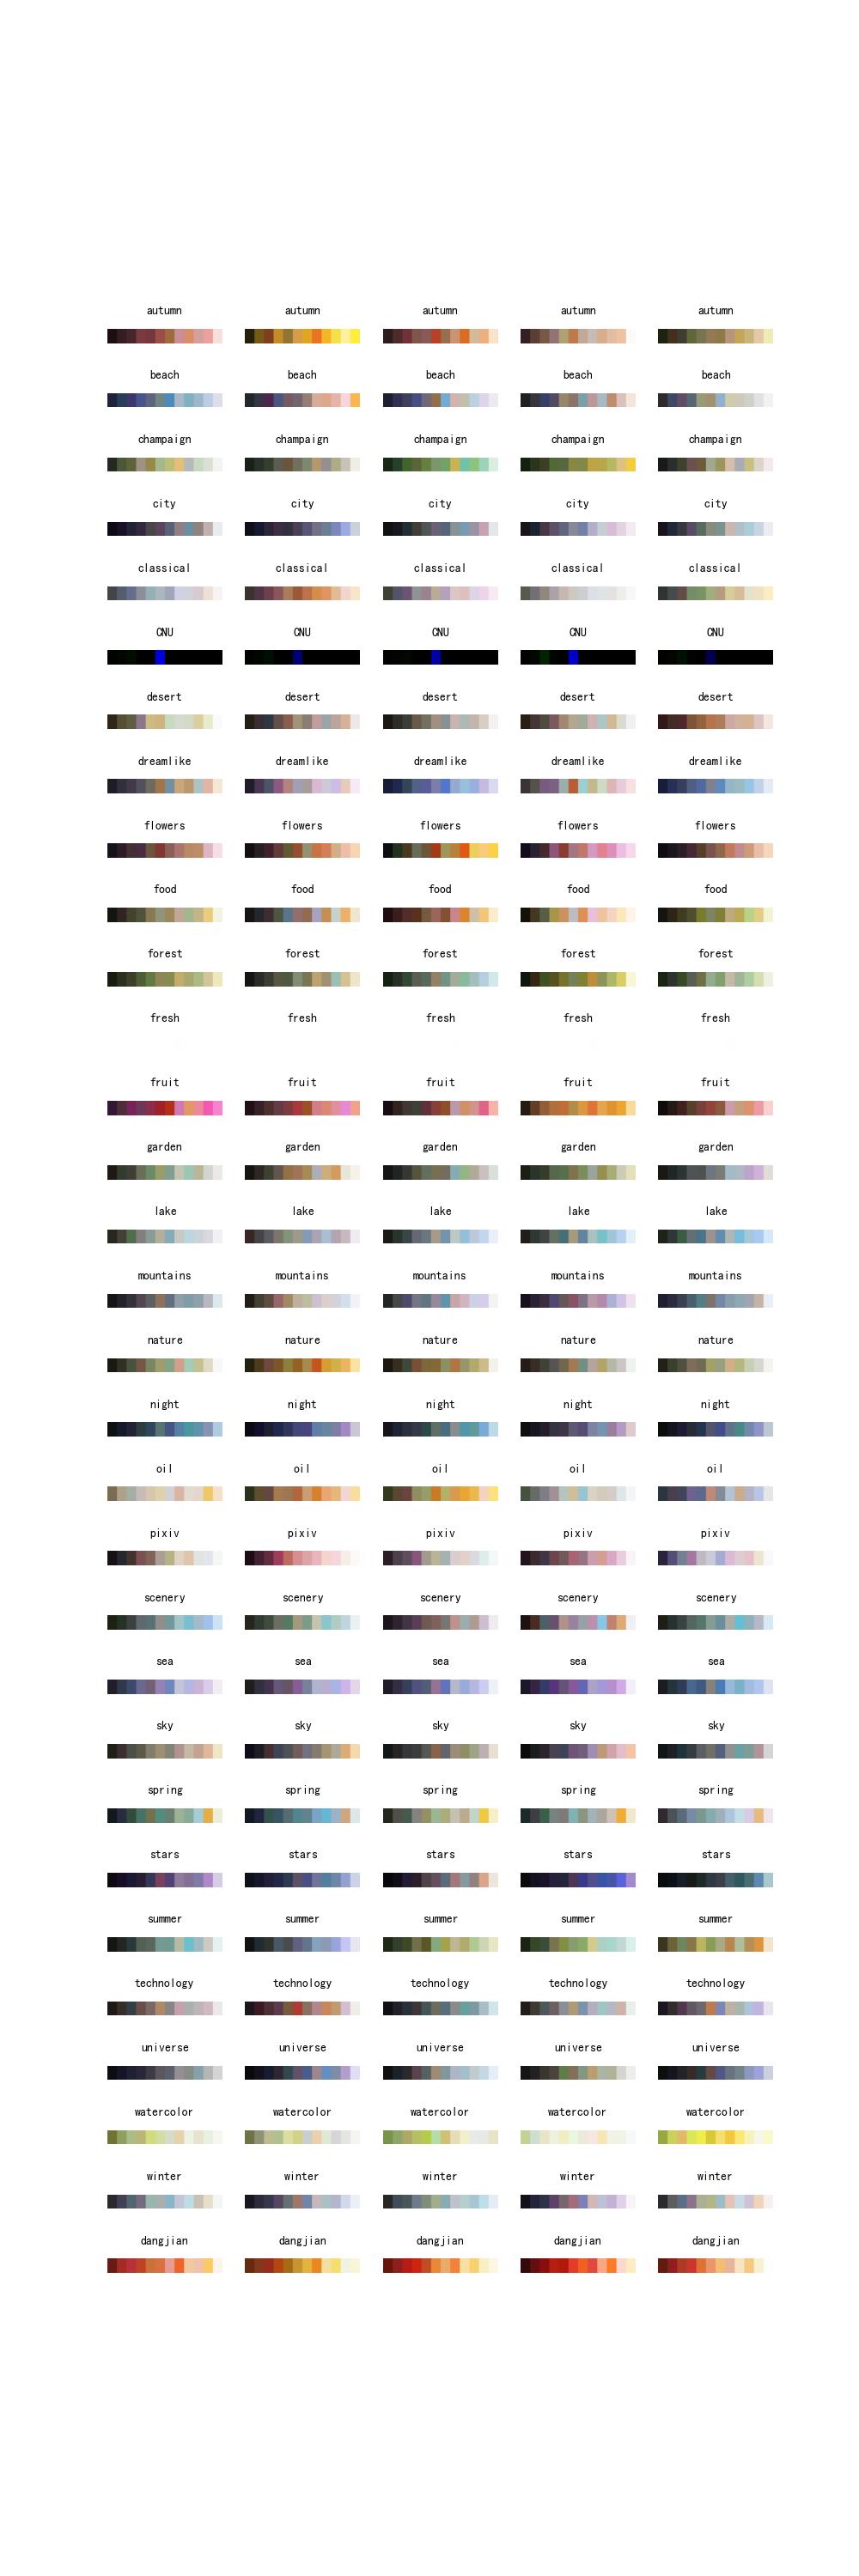 autumn autumn autumn autumn autumn
beach beach beach beach beach
champaign champaign champaign champaign champaign
city city city city city
classical classical classical classical classical
CNU CNU CNU CNU CNU
desert desert desert desert desert
dreamlike dreamlike dreamlike dreamlike dreamlike
flowers flowers flowers flowers flowers
food food food food food
forest forest forest forest forest
fresh fresh fresh fresh fresh
fruit fruit fruit fruit fruit
garden garden garden garden garden
lake lake lake lake lake
mountains mountains mountains mountains mountains
nature nature nature nature nature
night night night night night
oil oil oil oil oil
pixiv pixiv pixiv pixiv pixiv
scenery scenery scenery scenery scenery
sea sea sea sea sea
sky sky sky sky sky
spring spring spring spring spring
stars stars stars stars stars
summer summer summer summer summer
technology technology technology technology technology
universe universe universe universe universe
watercolor watercolor watercolor watercolor watercolor
winter winter winter winter winter
dangjian dangjian dangjian dangjian dangjian